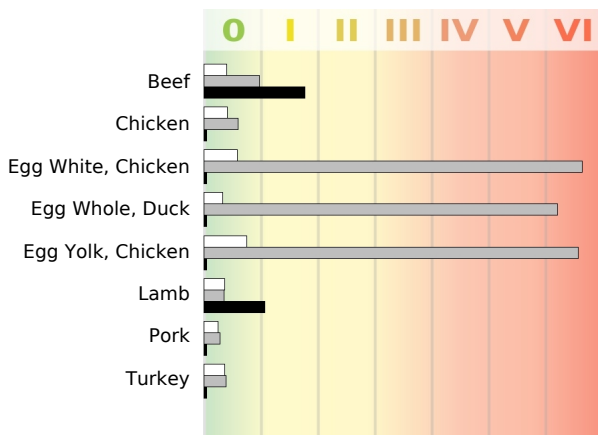 0 I II III IV V VI
Beef
Chicken
Egg White, Chicken
Egg Whole, Duck
Egg Yolk, Chicken
Lamb
Pork
Turkey